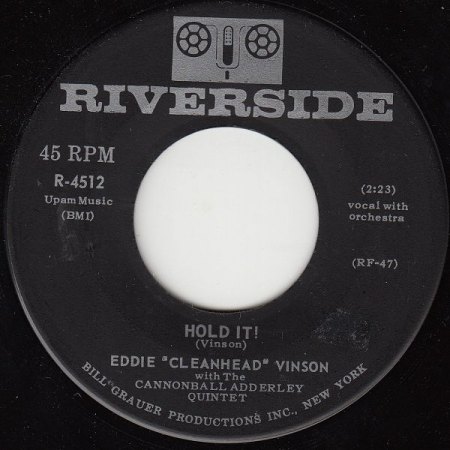 RIVERSIDE
45 RPM
R-4512
Upam Music
(BMI)
(2:23)
vocal with
orchestra
(RF-47)
HOLD IT!
(Vinson)
EDDIE "CLEANHEAD" VINSON
with The
CANNONBALL ADDERLEY
QUINTET
BILL GRAUER PRODUCTIONS INC., NEW YORK